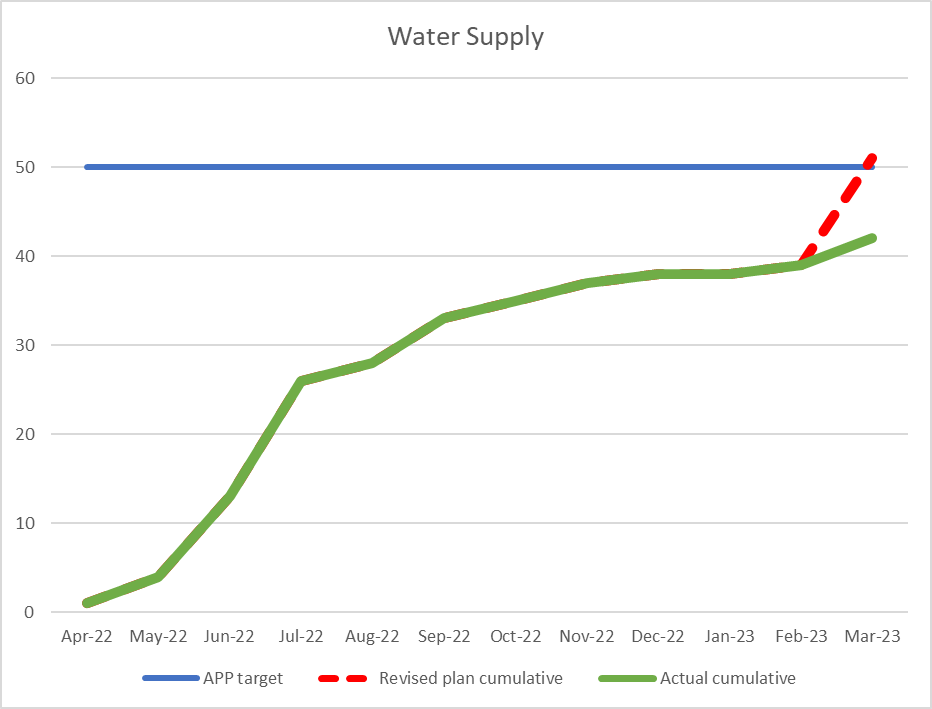 Water Supply
60
50
40
30
20
10
0
Apr-22 May-22 Jun-22 Jul-22 Aug-22 Sep-22 Oct-22 Nov-22 Dec-22 Jan-23 Feb-23 Mar-23
APP target Revised plan cumulative Actual cumulative